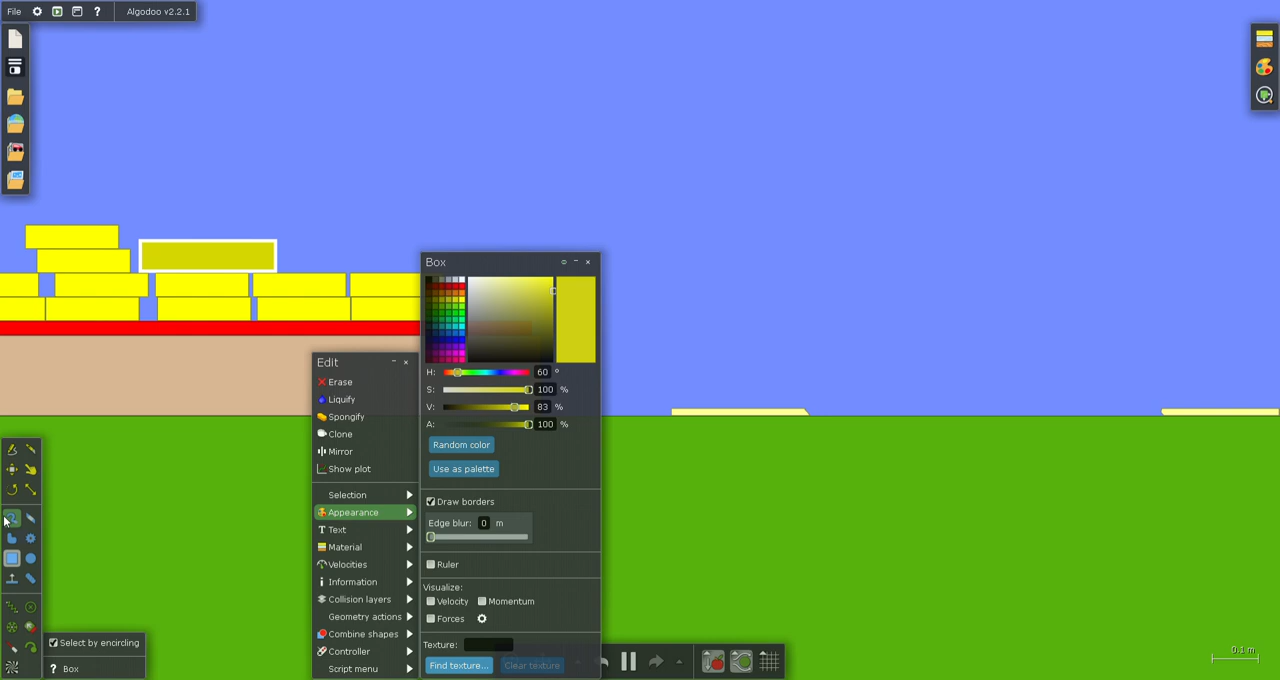 File
?
Algodoo v2.2.1
Box
H: 60 °
S: 100 %
V: 83 %
A: 100 %
Random color
Use as palette
Draw borders
Edge blur: 0 m
Ruler
Visualize:
Velocity
Momentum
Forces
Texture:
Find texture...
Clear texture
Edit
Erase
Liquify
Spongify
Clone
Mirror
Show plot
Selection
Appearance
T Text
Material
Velocities
Information
Collision layers
Geometry actions
Combine shapes
Controller
Script menu
Select by encircling
? Box
0.1 m